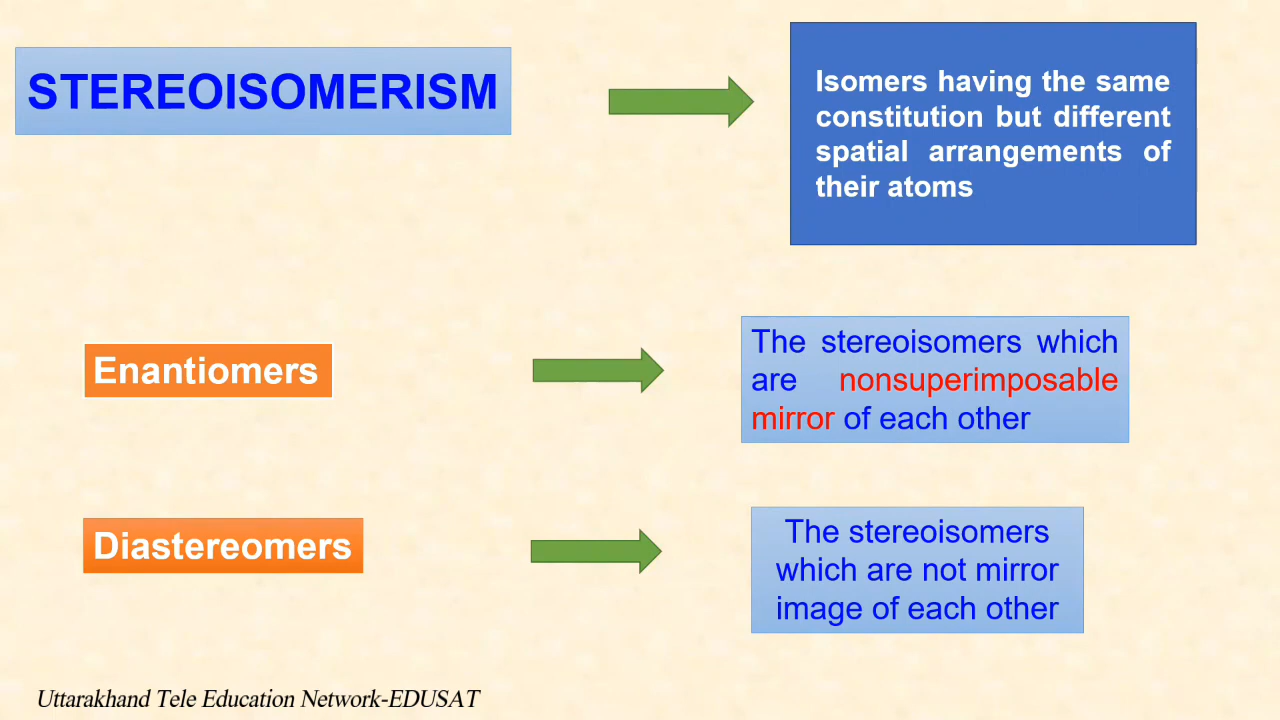 STEREOISOMERISM
Isomers having the same
constitution but different
spatial arrangements of
their atoms
Enantiomers
The stereoisomers which
are nonsuperimposable
mirror of each other
Diastereomers
The stereoisomers
which are not mirror
image of each other
Uttarakhand Tele Education Network-EDUSAT